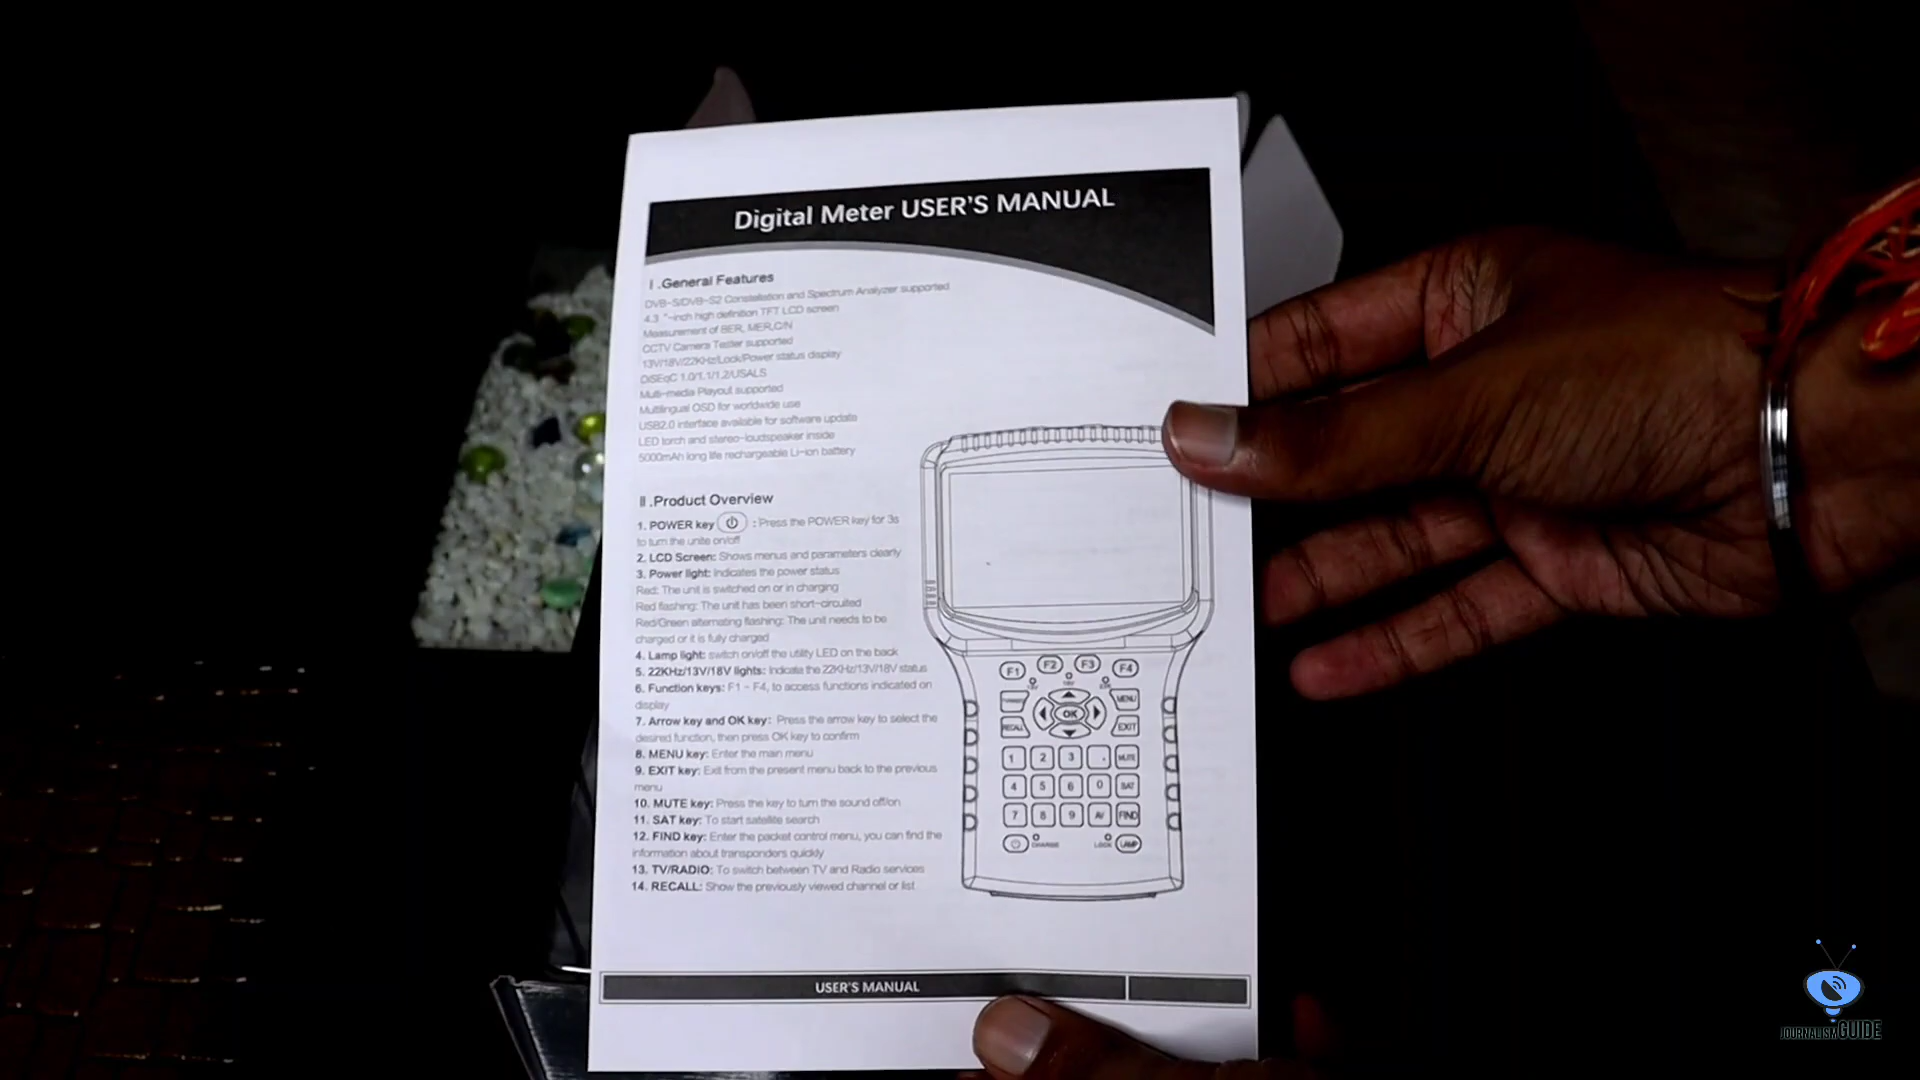 Digital Meter USER'S MANUAL
Ⅰ.General Features
DVB-S/DVB-S2 Constellation and Spectrum Analyzer supported
4.3 "-inch high definition TFT LCD screen
Measurement of BER, MER,C/N
CCTV Camera Tester supported
13V/18V/22KHz/Lock/Power status display
DiSEqC 1.0/1.1/1.2/USALS
Multi-media Playout supported
Multilingual OSD for worldwide use
USB2.0 interface available for software update
LED torch and stereo-loudspeaker inside
5000mAh long life rechargeable Li-ion battery
Ⅱ.Product Overview
1. POWER key : Press the POWER key for 3s
to turn the unite on/off
2. LCD Screen: Shows menus and parameters clearly
3. Power light: Indicates the power status
Red: The unit is switched on or in charging
Red flashing: The unit has been short-circuited
Red/Green alternating flashing: The unit needs to be
charged or it is fully charged
4. Lamp light: switch on/off the utility LED on the back
5. 22KHz/13V/18V lights: Indicate the 22KHz/13V/18V status
6. Function keys: F1 - F4, to access functions indicated on
display
7. Arrow key and OK key: Press the arrow key to select the
desired function, then press OK key to confirm
8. MENU key: Enter the main menu
9. EXIT key: Exit from the present menu back to the previous
menu
10. MUTE key: Press the key to turn the sound off/on
11. SAT key: To start satellite search
12. FIND key: Enter the packet control menu, you can find the
information about transponders quickly
13. TV/RADIO: To switch between TV and Radio services
14. RECALL: Show the previously viewed channel or list
F1 F2 F3 F4
13V 18V
MENU
OK
RECALL EXIT
1 2 3 . MUTE
4 5 6 0 SAT
7 8 9 AV FIND
CHARGE LOCK LAMP
USER'S MANUAL
JOURNALISM GUIDE